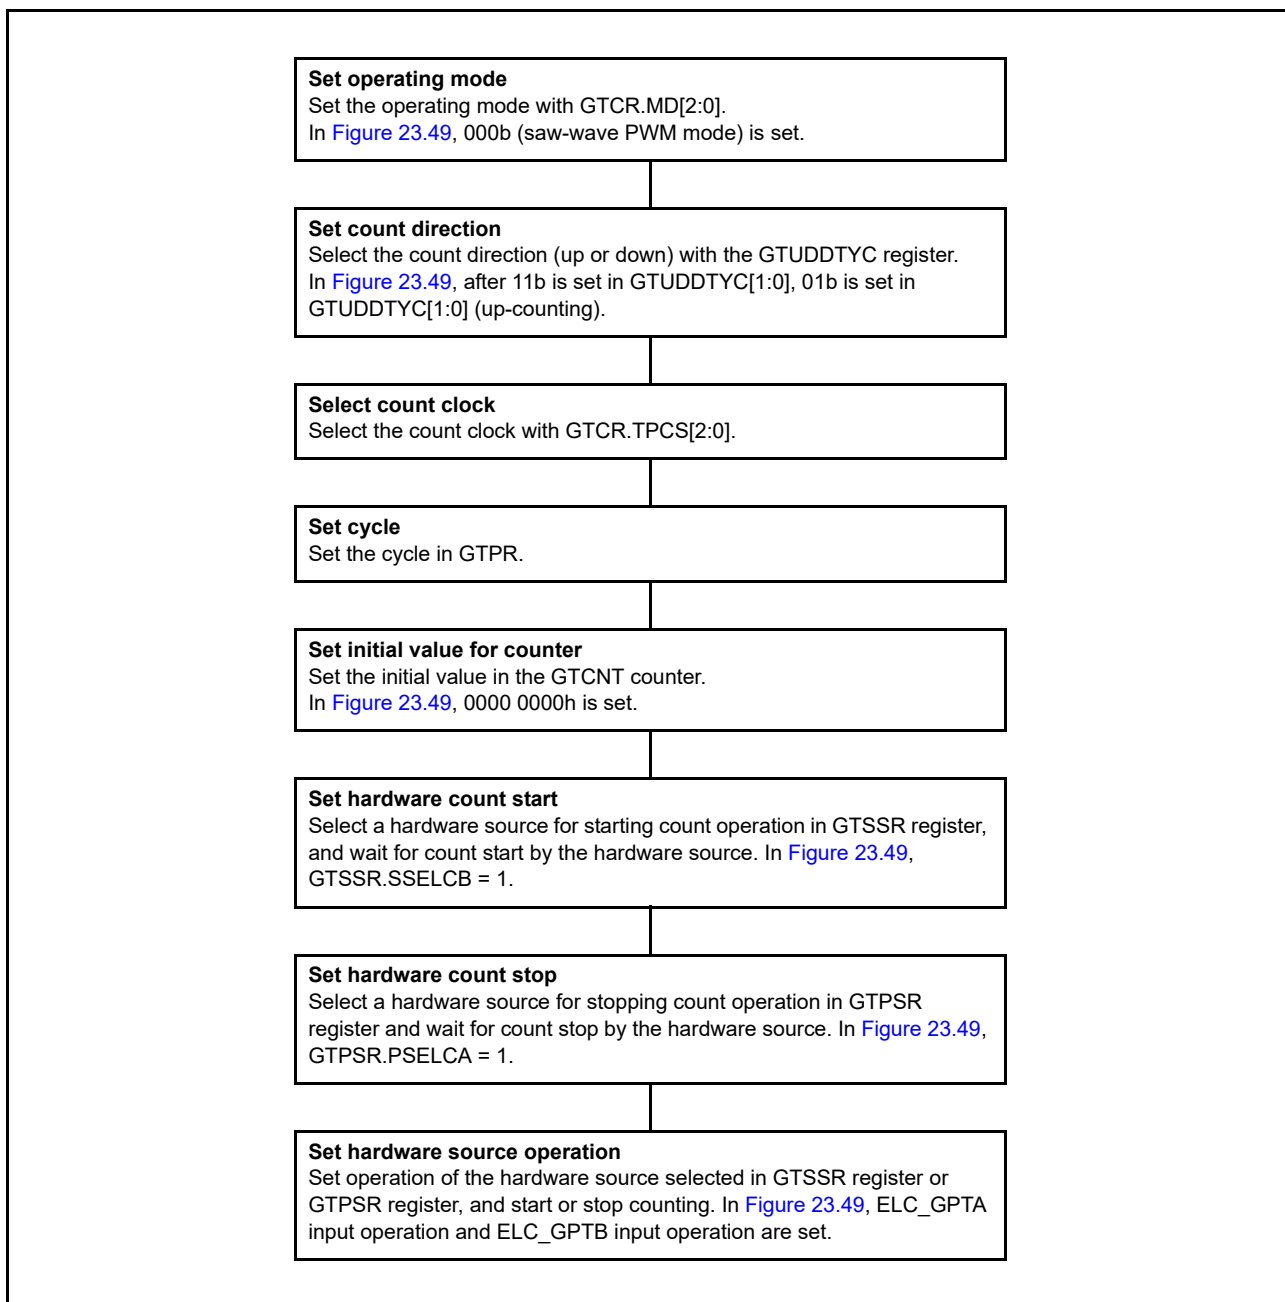 Set operating mode
Set the operating mode with GTCR.MD[2:0].
In Figure 23.49, 000b (saw-wave PWM mode) is set.
Set count direction
Select the count direction (up or down) with the GTUDDTYC register.
In Figure 23.49, after 11b is set in GTUDDTYC[1:0], 01b is set in
GTUDDTYC[1:0] (up-counting).
Select count clock
Select the count clock with GTCR.TPCS[2:0].
Set cycle
Set the cycle in GTPR.
Set initial value for counter
Set the initial value in the GTCNT counter.
In Figure 23.49, 0000 0000h is set.
Set hardware count start
Select a hardware source for starting count operation in GTSSR register,
and wait for count start by the hardware source. In Figure 23.49,
GTSSR.SSELCB = 1.
Set hardware count stop
Select a hardware source for stopping count operation in GTPSR
register and wait for count stop by the hardware source. In Figure 23.49,
GTPSR.PSELCA = 1.
Set hardware source operation
Set operation of the hardware source selected in GTSSR register or
GTPSR register, and start or stop counting. In Figure 23.49, ELC_GPTA
input operation and ELC_GPTB input operation are set.